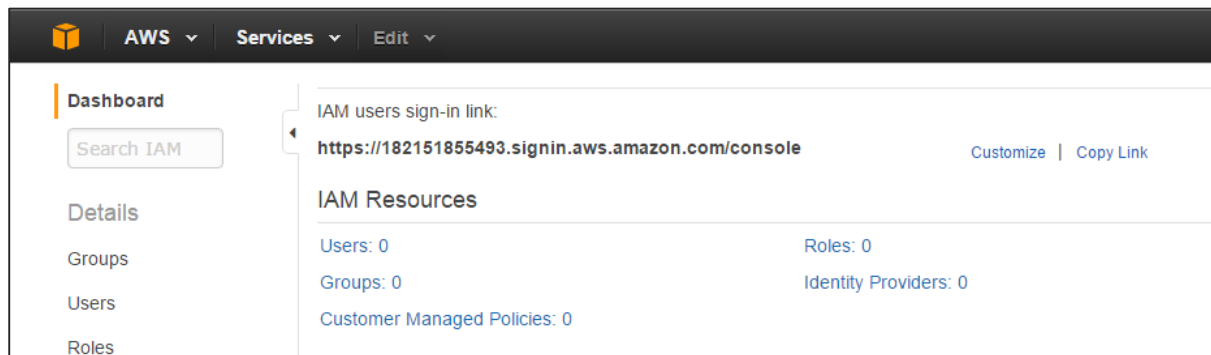 AWS Services Edit
Dashboard
Search IAM
Details
Groups
Users
Roles
IAM users sign-in link:
https://182151855493.signin.aws.amazon.com/console Customize | Copy Link
IAM Resources
Users: 0 Roles: 0
Groups: 0 Identity Providers: 0
Customer Managed Policies: 0